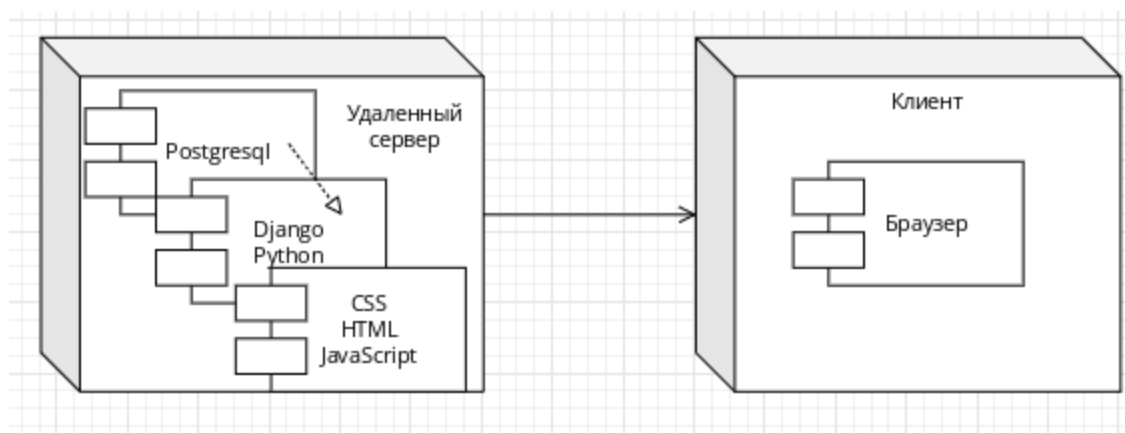 Удаленный
сервер
Postgresql
Django
Python
CSS
HTML
JavaScript
Клиент
Браузер